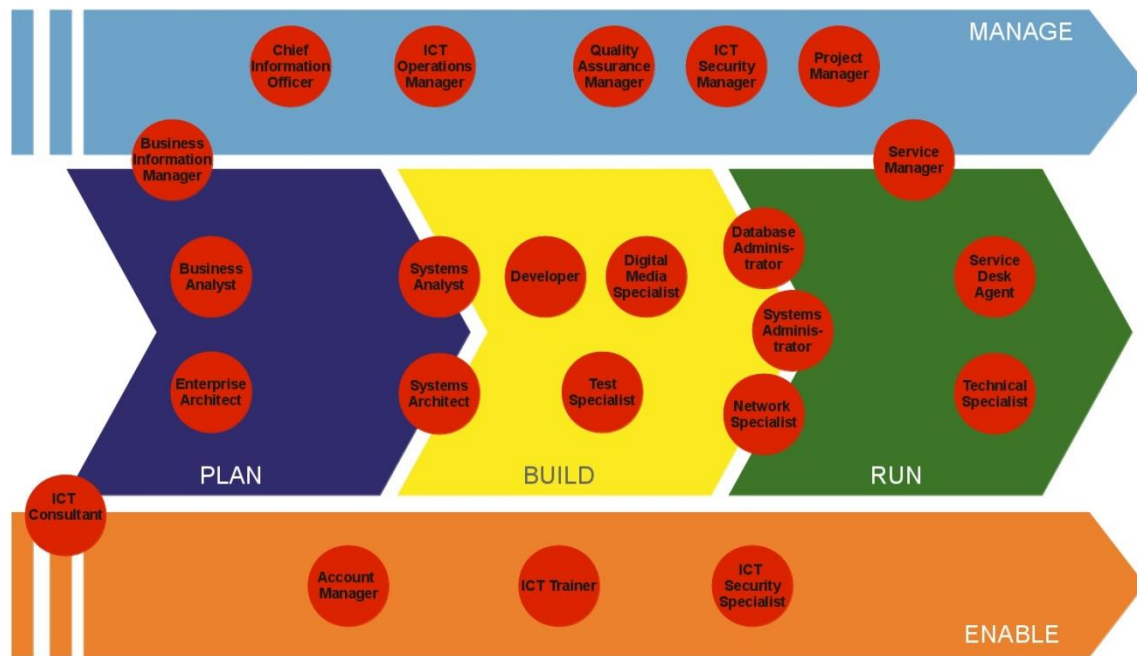 MANAGE
Chief
Information
Officer
ICT
Operations
Manager
Quality
Assurance
Manager
ICT
Security
Manager
Project
Manager
Business
Information
Manager
Service
Manager
Business
Analyst
Systems
Analyst
Developer
Digital
Media
Specialist
Database
Adminis-
trator
Service
Desk
Agent
Systems
Adminis-
trator
Enterprise
Architect
Systems
Architect
Test
Specialist
Network
Specialist
Technical
Specialist
PLAN
BUILD
RUN
ICT
Consultant
Account
Manager
ICT Trainer
ICT
Security
Specialist
ENABLE